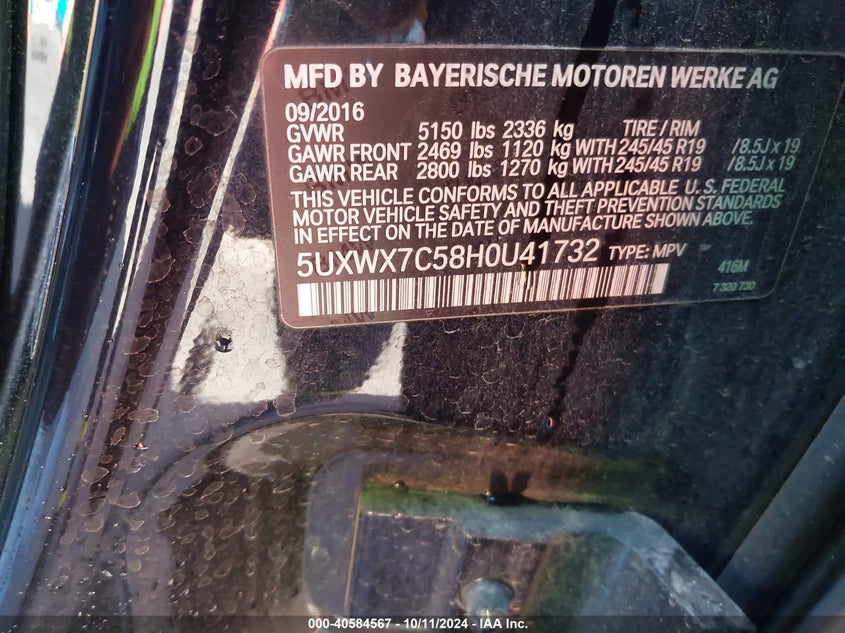 MFD BY BAYERISCHE MOTOREN WERKE AG
09/2016
GVWR 5150 lbs 2336 kg TIRE / RIM
GAWR FRONT 2469 lbs 1120 kg WITH 245/45 R19 /8.5J x 19
GAWR REAR 2800 lbs 1270 kg WITH 245/45 R19 /8.5J x 19
THIS VEHICLE CONFORMS TO ALL APPLICABLE U.S. FEDERAL
MOTOR VEHICLE SAFETY AND THEFT PREVENTION STANDARDS
IN EFFECT ON THE DATE OF MANUFACTURE SHOWN ABOVE.
5UXWX7C58H0U41732 TYPE: MPV
416M
7 320 730
000-40584567 - 10/11/2024 - IAA Inc.